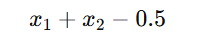 x₁ + x₂ − 0.5